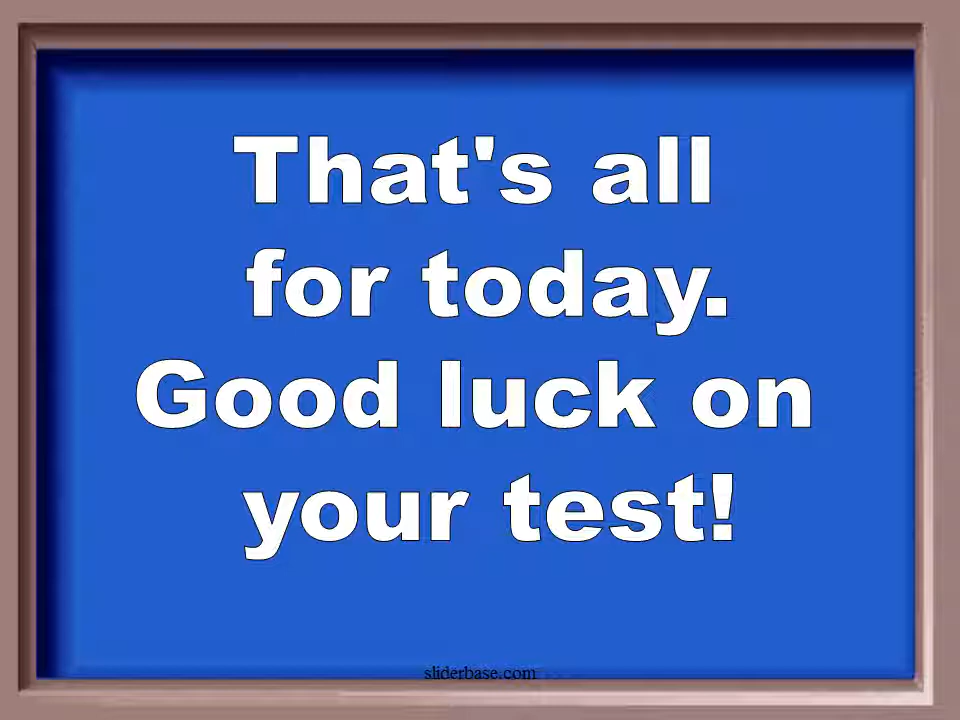 That's all
for today.
Good luck on
your test!
sliderbase.com